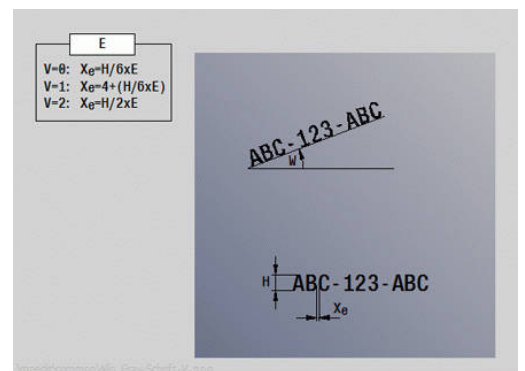 E
V=0: Xe=H/6xE
V=1: Xe=4+(H/6xE)
V=2: Xe=H/2xE
ABC-123-ABC
W
H
ABC-123-ABC
Xe